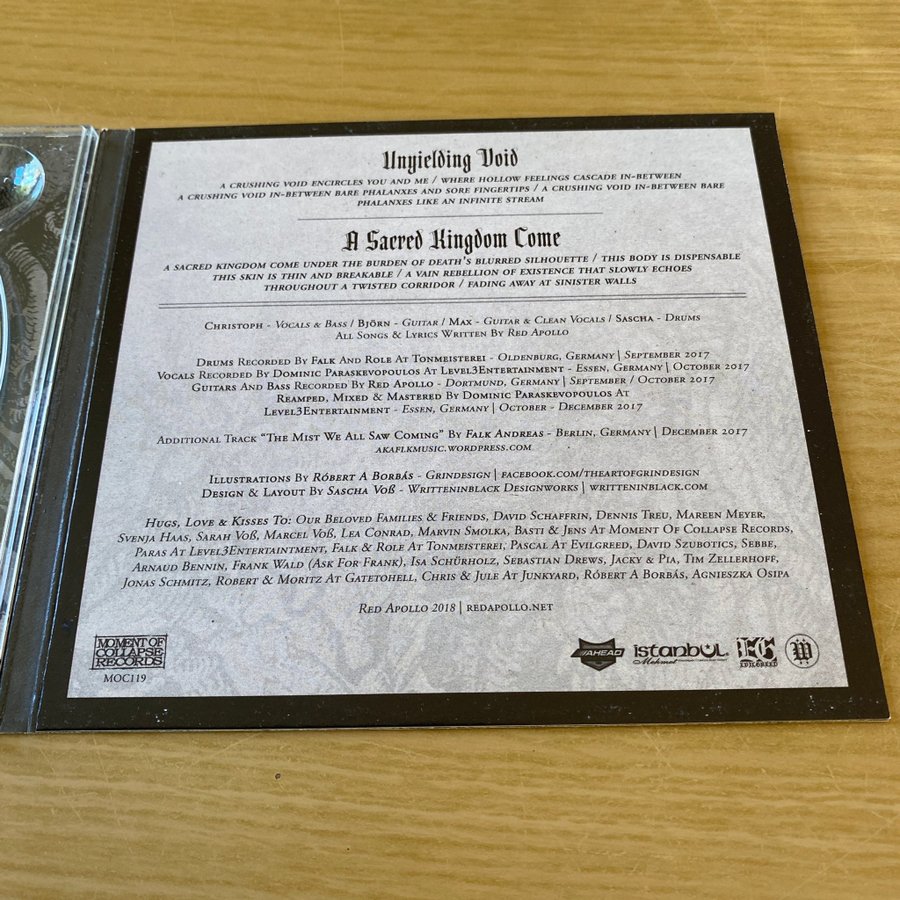 Unyielding Void
A CRUSHING VOID ENCIRCLES YOU AND ME / WHERE HOLLOW FEELINGS CASCADE IN-BETWEEN
A CRUSHING VOID IN-BETWEEN BARE PHALANXES AND SORE FINGERTIPS / A CRUSHING VOID IN-BETWEEN BARE
PHALANXES LIKE AN INFINITE STREAM
A Sacred Kingdom Come
A SACRED KINGDOM COME UNDER THE BURDEN OF DEATH'S BLURRED SILHOUETTE / THIS BODY IS DISPENSABLE
THIS SKIN IS THIN AND BREAKABLE / A VAIN REBELLION OF EXISTENCE THAT SLOWLY ECHOES
THROUGHOUT A TWISTED CORRIDOR / FADING AWAY AT SINISTER WALLS
CHRISTOPH - VOCALS & BASS / BJÖRN - GUITAR / MAX - GUITAR & CLEAN VOCALS / SASCHA - DRUMS
ALL SONGS & LYRICS WRITTEN BY RED APOLLO
DRUMS RECORDED BY FALK AND ROLE AT TONMEISTEREI - OLDENBURG, GERMANY | SEPTEMBER 2017
VOCALS RECORDED BY DOMINIC PARASKEVOPOULOS AT LEVEL3ENTERTAINMENT - ESSEN, GERMANY | OCTOBER 2017
GUITARS AND BASS RECORDED BY RED APOLLO - DORTMUND, GERMANY | SEPTEMBER / OCTOBER 2017
REAMPED, MIXED & MASTERED BY DOMINIC PARASKEVOPOULOS AT
LEVEL3ENTERTAINMENT - ESSEN, GERMANY | OCTOBER - DECEMBER 2017
ADDITIONAL TRACK "THE MIST WE ALL SAW COMING" BY FALK ANDREAS - BERLIN, GERMANY | DECEMBER 2017
AKAFLKMUSIC.WORDPRESS.COM
ILLUSTRATIONS BY RÓBERT A BORBÁS - GRINDESIGN | FACEBOOK.COM/THEARTOFGRINDESIGN
DESIGN & LAYOUT BY SASCHA VOß - WRITTENINBLACK DESIGNWORKS | WRITTENINBLACK.COM
HUGS, LOVE & KISSES TO: OUR BELOVED FAMILIES & FRIENDS, DAVID SCHAFFRIN, DENNIS TREU, MAREEN MEYER,
SVENJA HAAS, SARAH VOß, MARCEL VOß, LEA CONRAD, MARVIN SMOLKA, BASTI & JENS AT MOMENT OF COLLAPSE RECORDS,
PARAS AT LEVEL3ENTERTAINTMENT, FALK & ROLE AT TONMEISTEREI, PASCAL AT EVILGREED, DAVID SZUBOTICS, SEBBE,
ARNAUD BENNIN, FRANK WALD (ASK FOR FRANK), ISA SCHÜRHOLZ, SEBASTIAN DREWS, JACKY & PIA, TIM ZELLERHOFF,
JONAS SCHMITZ, ROBERT & MORITZ AT GATETOHELL, CHRIS & JULE AT JUNKYARD, RÓBERT A BORBÁS, AGNIESZKA OSIPA
RED APOLLO 2018 | REDAPOLLO.NET
MOMENT OF
COLLAPSE
RECORDS
MOC119
AHEAD
istanbul
Mehmet
EG
EVILGREED